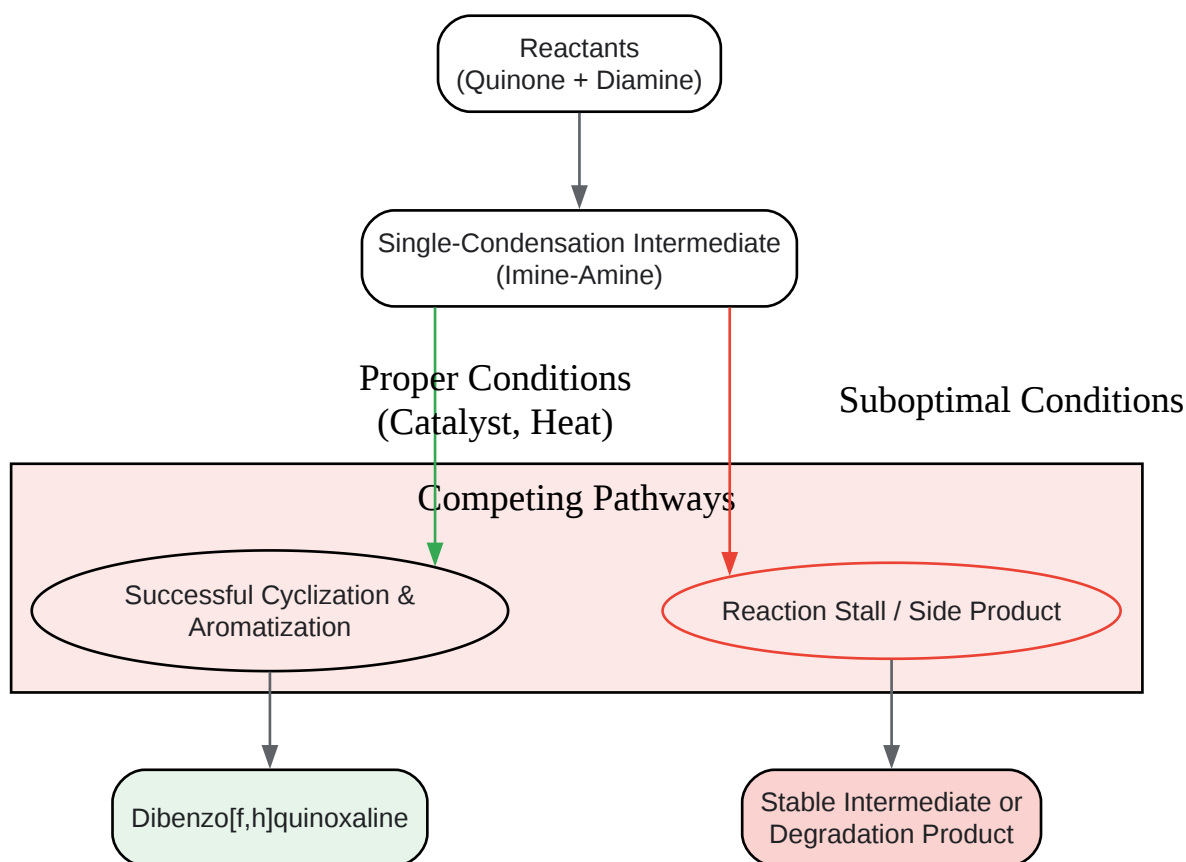 Reactants
(Quinone + Diamine)
Single-Condensation Intermediate
(Imine-Amine)
Proper Conditions
(Catalyst, Heat)
Suboptimal Conditions
Competing Pathways
Successful Cyclization &
Aromatization
Reaction Stall / Side Product
Dibenzo[f,h]quinoxaline
Stable Intermediate or
Degradation Product